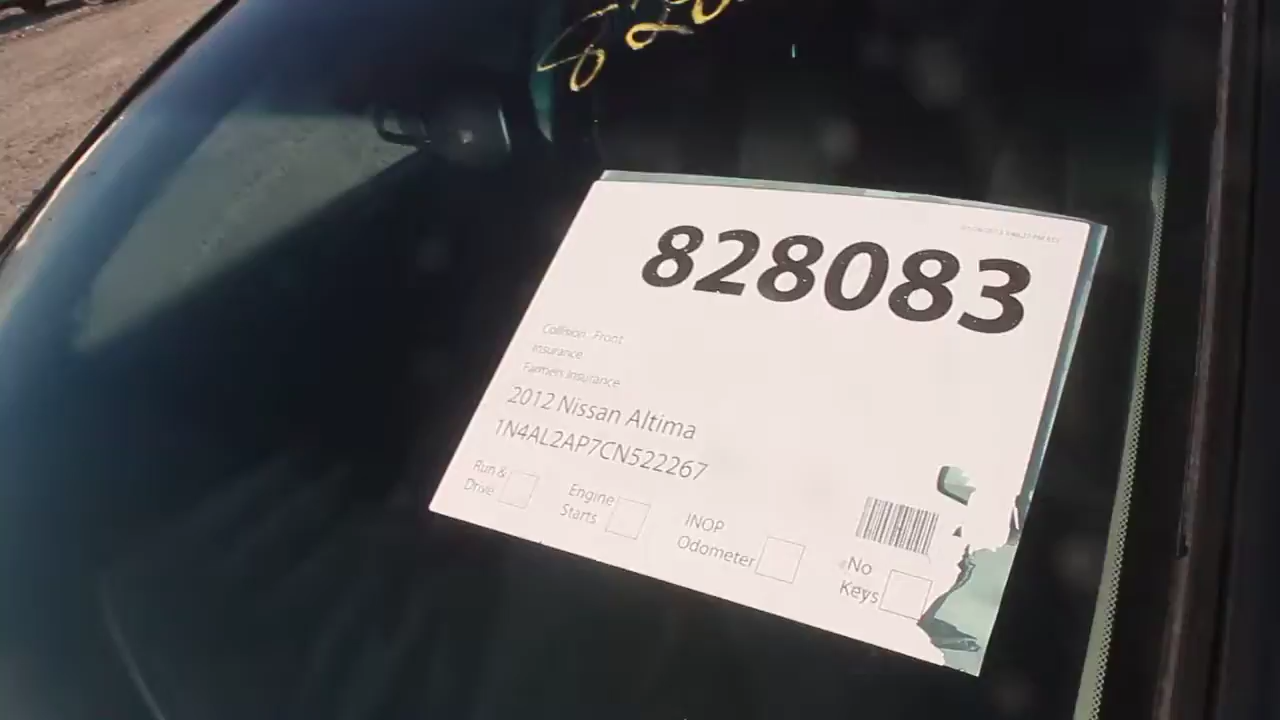 828083
Collision Front
Insurance
Farmers Insurance
2012 Nissan Altima
1N4AL2AP7CN522267
Run & Drive
Engine Starts
INOP Odometer
No Keys